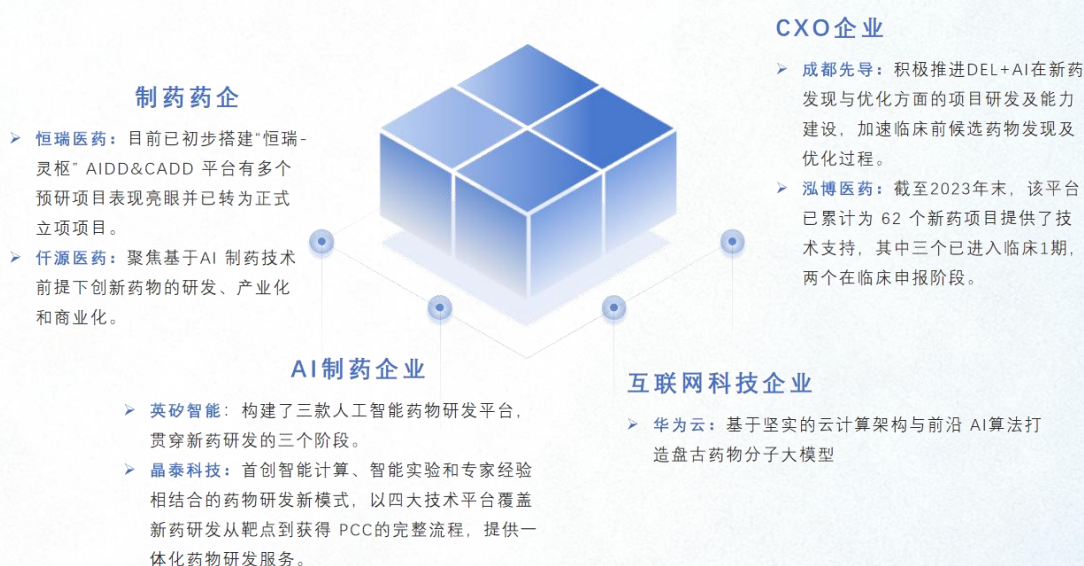 制药药企
恒瑞医药：目前已初步搭建“恒瑞-
灵枢” AIDD&CADD 平台有多个
预研项目表现亮眼并已转为正式
立项项目。
仟源医药：聚焦基于AI 制药技术
前提下创新药物的研发、产业化
和商业化。
CXO企业
成都先导：积极推进DEL+AI在新药
发现与优化方面的项目研发及能力
建设，加速临床前候选药物发现及
优化过程。
泓博医药：截至2023年末，该平台
已累计为 62 个新药项目提供了技
术支持，其中三个已进入临床1期，
两个在临床申报阶段。
AI制药企业
英矽智能：构建了三款人工智能药物研发平台，
贯穿新药研发的三个阶段。
晶泰科技：首创智能计算、智能实验和专家经验
相结合的药物研发新模式，以四大技术平台覆盖
新药研发从靶点到获得 PCC的完整流程，提供一
体化药物研发服务。
互联网科技企业
华为云：基于坚实的云计算架构与前沿 AI算法打
造盘古药物分子大模型